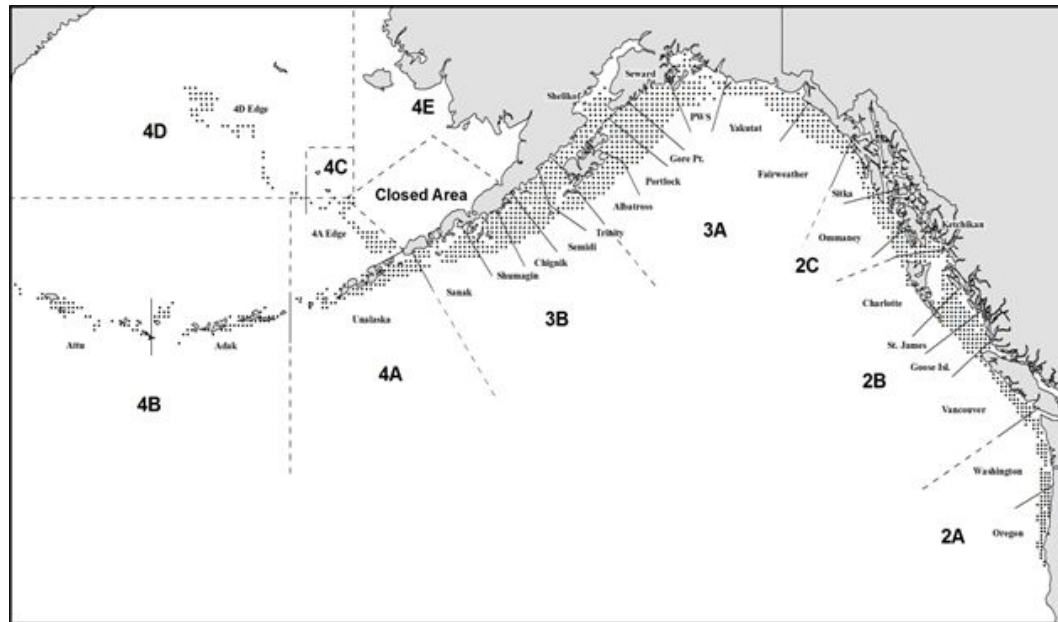 Seward
Shelikof
4E
4D Edge
4D
PWS
Yakutat
4C
Gore Pt.
Fairweather
Portlock
Closed Area
Sitka
Albatross
Ketchikan
3A
Trinity
4A Edge
Ommaney
Semidi
Chignik
2C
Shumagin
Sanak
Charlotte
Unalaska
3B
Attu
Adak
St. James
Goose Isl.
4A
2B
4B
Vancouver
Washington
2A
Oregon